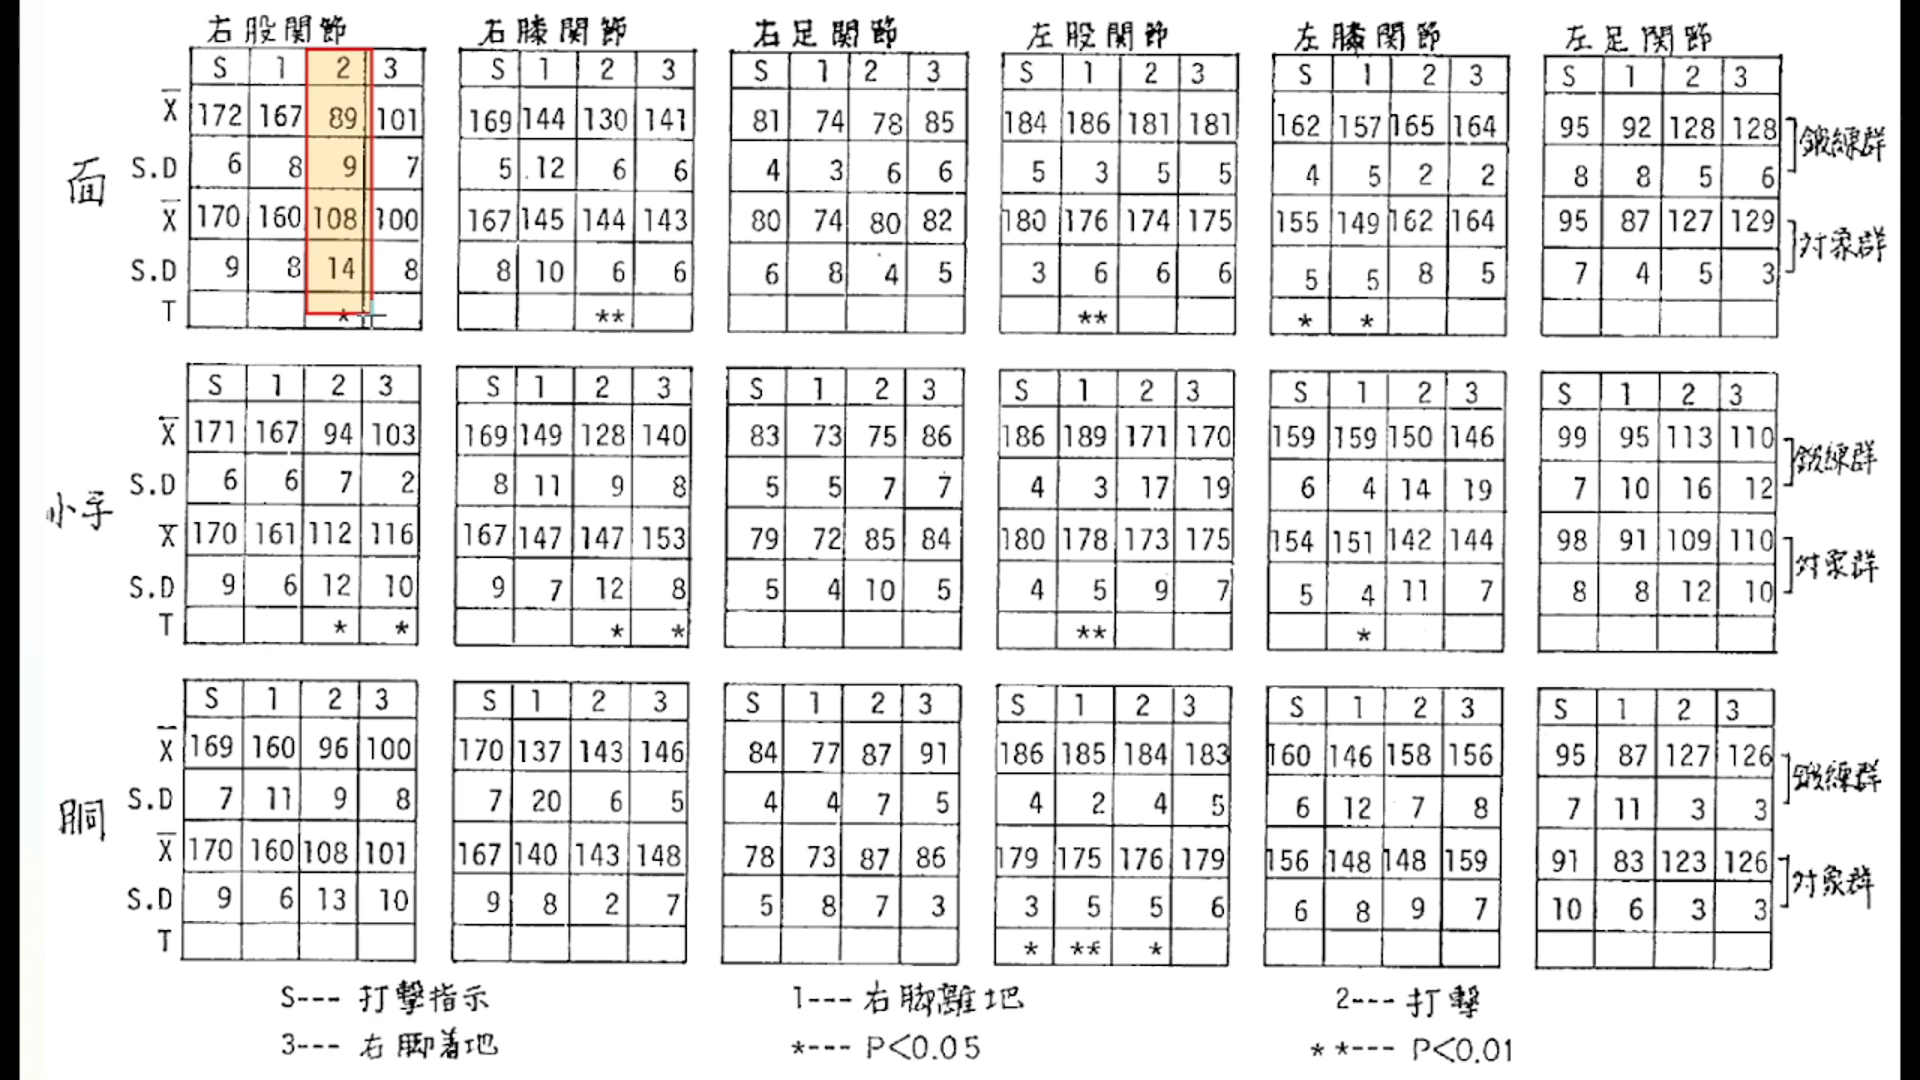 右股関節 右膝関節 右足関節 左股関節 左膝関節 左足関節
S 1 2 3 S 1 2 3 S 1 2 3 S 1 2 3 S 1 2 3 S 1 2 3
X̄ 172 167 89 101 169 144 130 141 81 74 78 85 184 186 181 181 162 157 165 164 95 92 128 128
鍛練群
面 S.D 6 8 9 7 5 12 6 6 4 3 6 6 5 3 5 5 4 5 2 2 8 8 5 6
X̄ 170 160 108 100 167 145 144 143 80 74 80 82 180 176 174 175 155 149 162 164 95 87 127 129
対象群
S.D 9 8 14 8 8 10 6 6 6 8 4 5 3 6 6 6 5 5 8 5 7 4 5 3
T * ** ** * *
S 1 2 3 S 1 2 3 S 1 2 3 S 1 2 3 S 1 2 3 S 1 2 3
X̄ 171 167 94 103 169 149 128 140 83 73 75 86 186 189 171 170 159 159 150 146 99 95 113 110
鍛練群
小手 S.D 6 6 7 2 8 11 9 8 5 5 7 7 4 3 17 19 6 4 14 19 7 10 16 12
X̄ 170 161 112 116 167 147 147 153 79 72 85 84 180 178 173 175 154 151 142 144 98 91 109 110
対象群
S.D 9 6 12 10 9 7 12 8 5 4 10 5 4 5 9 7 5 4 11 7 8 8 12 10
T * * * * ** *
S 1 2 3 S 1 2 3 S 1 2 3 S 1 2 3 S 1 2 3 S 1 2 3
X̄ 169 160 96 100 170 137 143 146 84 77 87 91 186 185 184 183 160 146 158 156 95 87 127 126
鍛練群
胴 S.D 7 11 9 8 7 20 6 5 4 4 7 5 4 2 4 5 6 12 7 8 7 11 3 3
X̄ 170 160 108 101 167 140 143 148 78 73 87 86 179 175 176 179 156 148 148 159 91 83 123 126
対象群
S.D 9 6 13 10 9 8 2 7 5 8 7 3 3 5 5 6 6 8 9 7 10 6 3 3
T * ** *
S--- 打撃指示 1--- 右脚離地 2--- 打撃
3--- 右脚着地 *--- P<0.05 **--- P<0.01